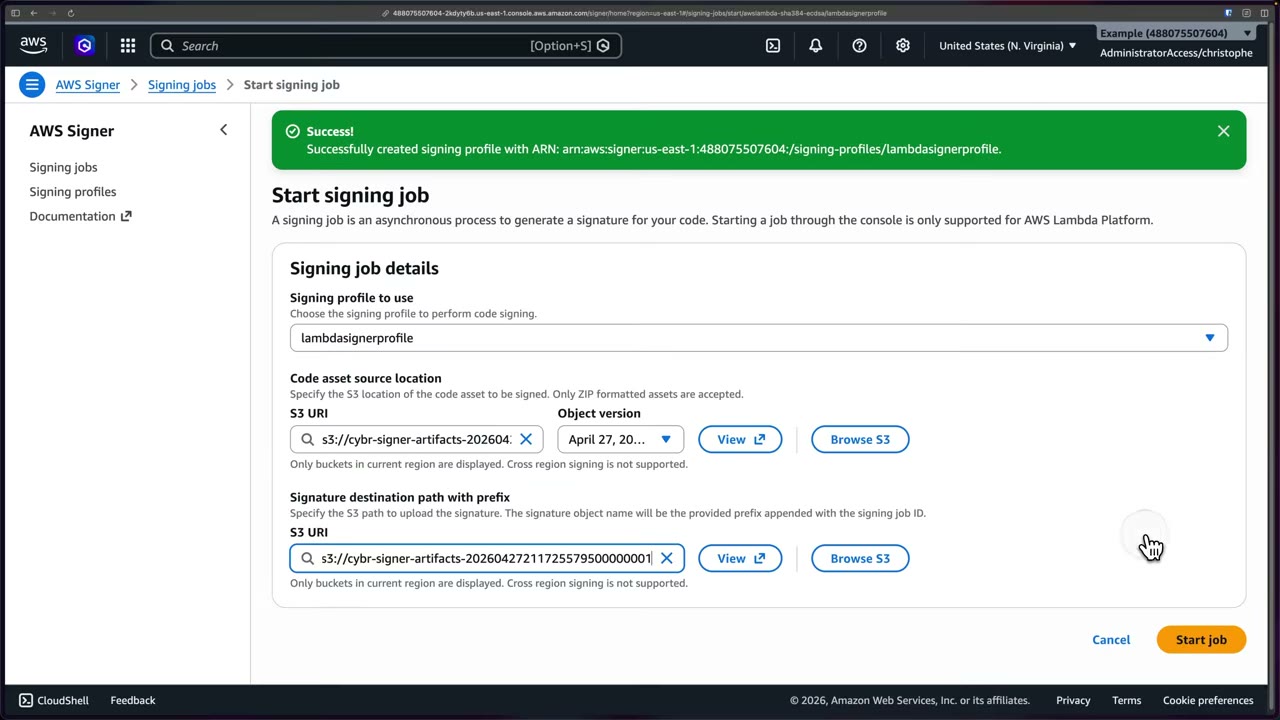 488075507604-2kdyty6b.us-east-1.console.aws.amazon.com/signer/home?region=us-east-1#/signing-jobs/start/awslambda-sha384-ecdsa/lambdasignerprofile
aws
Search
[Option+S]
United States (N. Virginia)
Example (488075507604)
AdministratorAccess/christophe
AWS Signer
Signing jobs
Start signing job
AWS Signer
Signing jobs
Signing profiles
Documentation
Success!
Successfully created signing profile with ARN: arn:aws:signer:us-east-1:488075507604:/signing-profiles/lambdasignerprofile.
Start signing job
A signing job is an asynchronous process to generate a signature for your code. Starting a job through the console is only supported for AWS Lambda Platform.
Signing job details
Signing profile to use
Choose the signing profile to perform code signing.
lambdasignerprofile
Code asset source location
Specify the S3 location of the code asset to be signed. Only ZIP formatted assets are accepted.
S3 URI
Object version
s3://cybr-signer-artifacts-202604
April 27, 20...
View
Browse S3
Only buckets in current region are displayed. Cross region signing is not supported.
Signature destination path with prefix
Specify the S3 path to upload the signature. The signature object name will be the provided prefix appended with the signing job ID.
S3 URI
s3://cybr-signer-artifacts-20260427211725579500000001
View
Browse S3
Only buckets in current region are displayed. Cross region signing is not supported.
Cancel
Start job
CloudShell
Feedback
© 2026, Amazon Web Services, Inc. or its affiliates.
Privacy
Terms
Cookie preferences